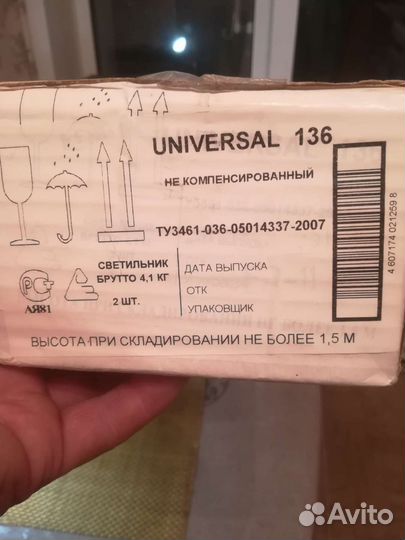 UNIVERSAL 136
НЕ КОМПЕНСИРОВАННЫЙ
ТУ3461-036-05014337-2007
4 607174 021259 8
СВЕТИЛЬНИК
БРУТТО 4,1 КГ
2 ШТ.
ДАТА ВЫПУСКА
ОТК
УПАКОВЩИК
РСТ
АЯ81
ВЫСОТА ПРИ СКЛАДИРОВАНИИ НЕ БОЛЕЕ 1,5 М
Avito